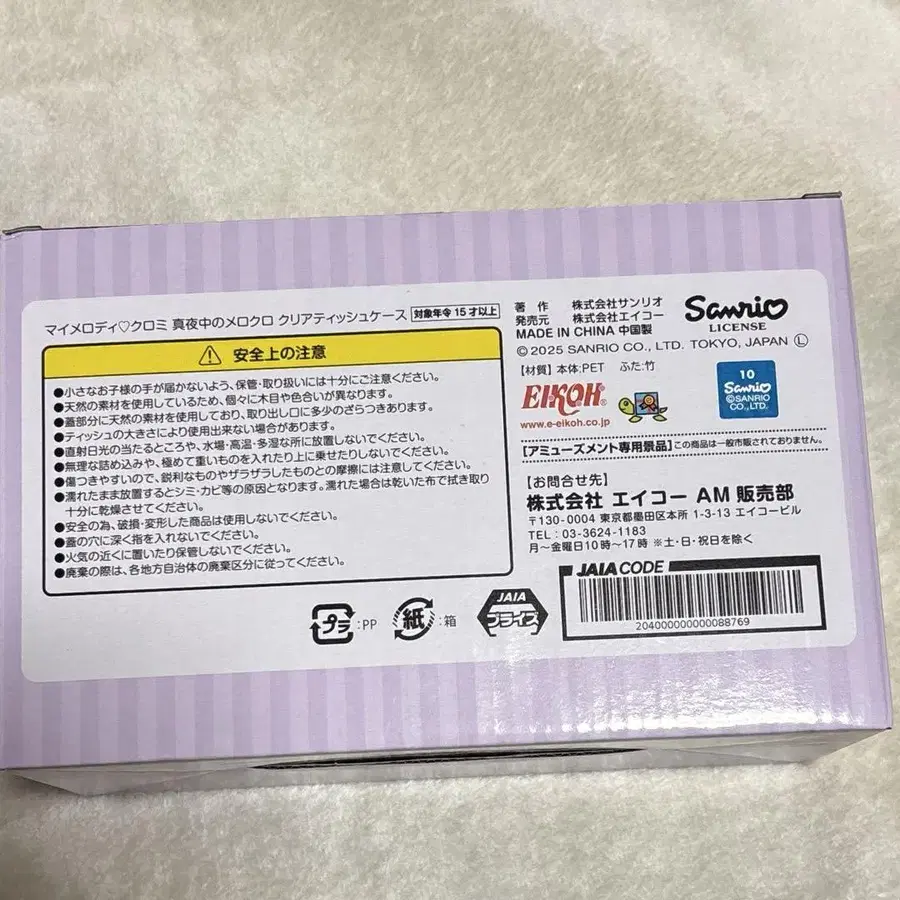 マイメロディ♡クロミ 真夜中のメロクロ クリアティッシュケース 対象年令 15才以上
安全上の注意
●小さなお子様の手が届かないよう、保管・取り扱いには十分にご注意ください。
●天然の素材を使用しているため、個々に木目や色合いが異なります。
●蓋部分に天然の素材を使用しており、取り出し口に多少のざらつきあります。
●ティッシュの大きさにより使用出来ない場合があります。
●直射日光の当たるところや、水場・高温・多湿な所に放置しないでください。
●無理な詰め込みや、極めて重いものを入れたり上に乗せたりしないでください。
●傷つきやすいので、鋭利なものやザラザラしたものとの摩擦には注意してください。
●濡れたまま放置するとシミ・カビ等の原因となります。濡れた場合は乾いた布で拭き取り
十分に乾燥させてください。
●安全の為、破損・変形した商品は使用しないでください。
●蓋の穴に深く指を入れないでください。
●火気の近くに置いたり保管しないでください。
●廃棄の際は、各地方自治体の廃棄区分に従ってください。
プラ :PP
紙 :箱
JAIA
プライズ
著作 株式会社サンリオ
発売元 株式会社エイコー
MADE IN CHINA 中国製
Sanrio
LICENSE
©2025 SANRIO CO., LTD. TOKYO, JAPAN Ⓛ
【材質】本体:PET ふた:竹
EIKOH®
www.e-eikoh.co.jp
10
Sanrio
©SANRIO
CO.,LTD.
【アミューズメント専用景品】この商品は一般市販されておりません。
【お問合せ先】
株式会社 エイコー AM 販売部
〒130-0004 東京都墨田区本所 1-3-13 エイコービル
TEL:03-3624-1183
月～金曜日10時～17時 ※土・日・祝日を除く
JAIA CODE
204000000000088769